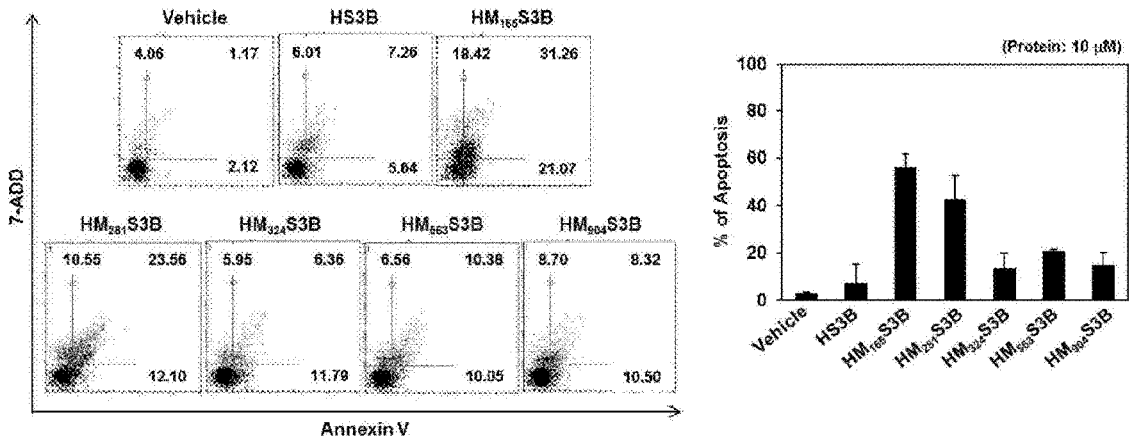 Vehicle HS3B HM₁₆₅S3B
4.06 1.17 6.01 7.26 18.42 31.26
2.12 5.64 21.07
HM₂₈₁S3B HM₃₂₄S3B HM₅₆₃S3B HM₉₀₄S3B
23.56 5.95 6.36 6.56 10.38 8.70 8.32
12.10 11.79 10.05 10.50
7-ADD
Annexin V
(Protein: 10 µM)
% of Apoptosis
100
80
60
40
20
0
Vehicle HS3B HM₁₆₅S3B HM₂₈₁S3B HM₃₂₄S3B HM₅₆₃S3B HM₉₀₄S3B